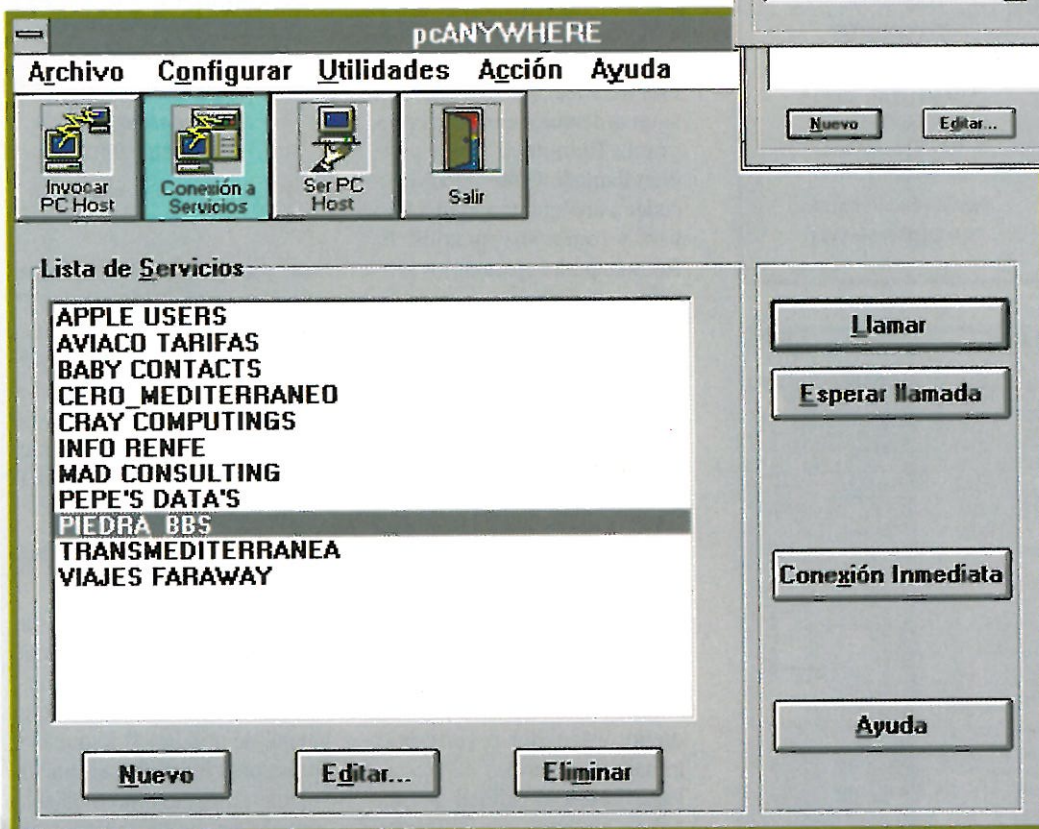 pcANYWHERE
Archivo Configurar Utilidades Acción Ayuda
Invocar PC Host
Conexión a Servicios
Ser PC Host
Salir
Nuevo Editar...
Lista de Servicios
APPLE USERS
AVIACO TARIFAS
BABY CONTACTS
CERO_MEDITERRANEO
CRAY COMPUTINGS
INFO RENFE
MAD CONSULTING
PEPE'S DATA'S
PIEDRA BBS
TRANSMEDITERRANEA
VIAJES FARAWAY
Llamar
Esperar llamada
Conexión Inmediata
Ayuda
Nuevo Editar... Eliminar